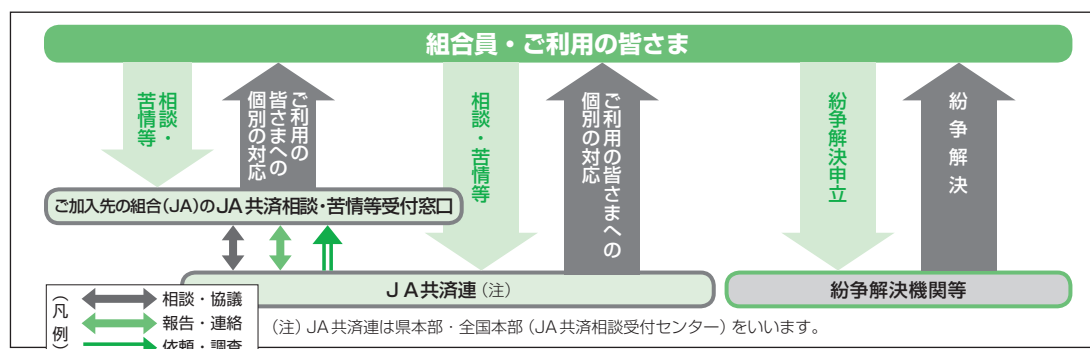 組合員・ご利用の皆さま
相談・
苦情等
ご利用の
皆さまへの
個別の対応
相談・苦情等
ご利用の皆さまへの
個別の対応
紛争解決申立
紛争解決
ご加入先の組合(JA)のJA共済相談・苦情等受付窓口
JA共済連(注)
紛争解決機関等
(凡例)
相談・協議
報告・連絡
依頼・調査
(注)JA共済連は県本部・全国本部(JA共済相談受付センター)をいいます。